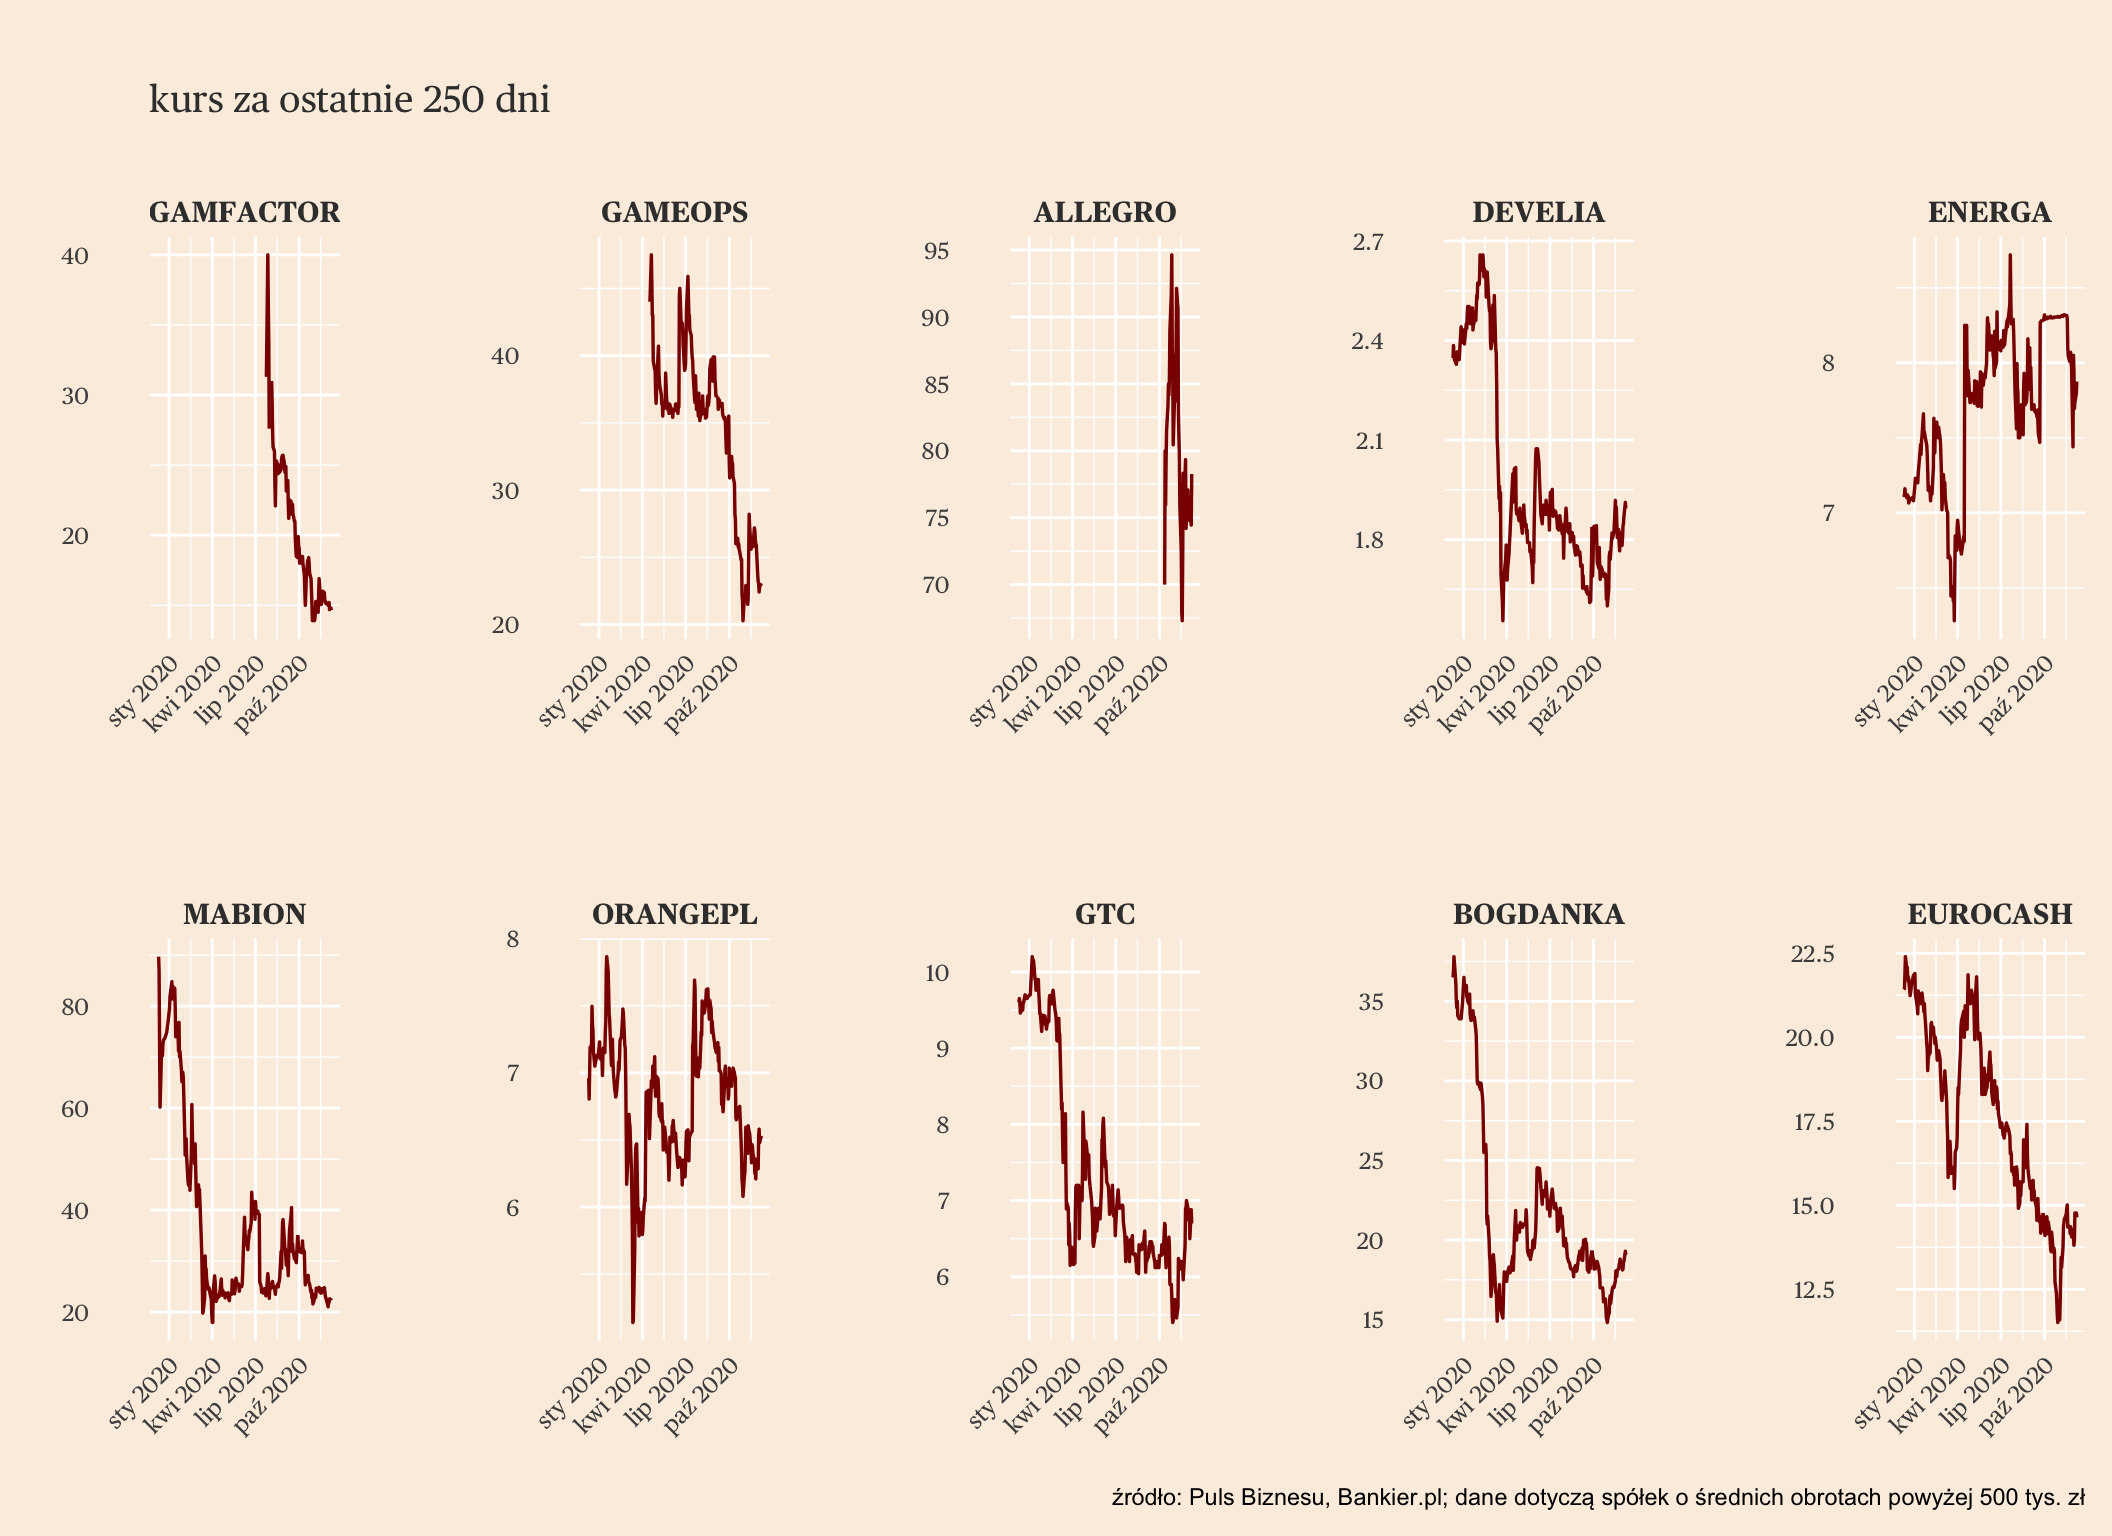 kurs za ostatnie 250 dni
GAMFACTOR
40
30
20
sty 2020
kwi 2020
lip 2020
paź 2020
GAMEOPS
40
30
20
sty 2020
kwi 2020
lip 2020
paź 2020
ALLEGRO
95
90
85
80
75
70
sty 2020
kwi 2020
lip 2020
paź 2020
DEVELIA
2.7
2.4
2.1
1.8
sty 2020
kwi 2020
lip 2020
paź 2020
ENERGA
8
7
sty 2020
kwi 2020
lip 2020
paź 2020
MABION
80
60
40
20
sty 2020
kwi 2020
lip 2020
paź 2020
ORANGEPL
8
7
6
sty 2020
kwi 2020
lip 2020
paź 2020
GTC
10
9
8
7
6
sty 2020
kwi 2020
lip 2020
paź 2020
BOGDANKA
35
30
25
20
15
sty 2020
kwi 2020
lip 2020
paź 2020
EUROCASH
22.5
20.0
17.5
15.0
12.5
sty 2020
kwi 2020
lip 2020
paź 2020
źródło: Puls Biznesu, Bankier.pl; dane dotyczą spółek o średnich obrotach powyżej 500 tys. zł